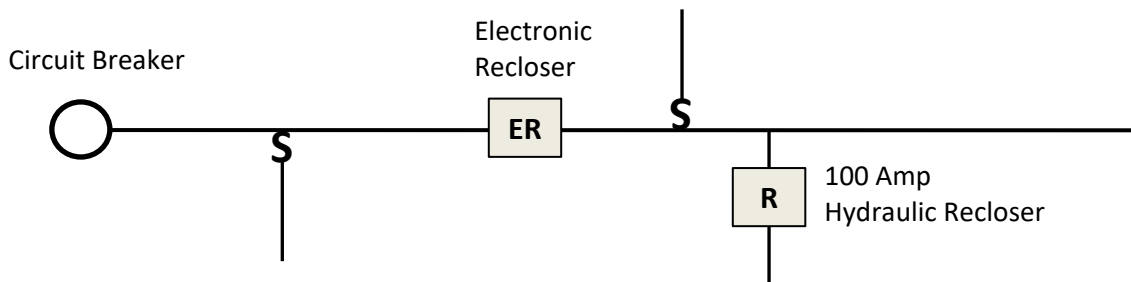 Electronic
Recloser
Circuit Breaker
ER
S
S
R
100 Amp
Hydraulic Recloser